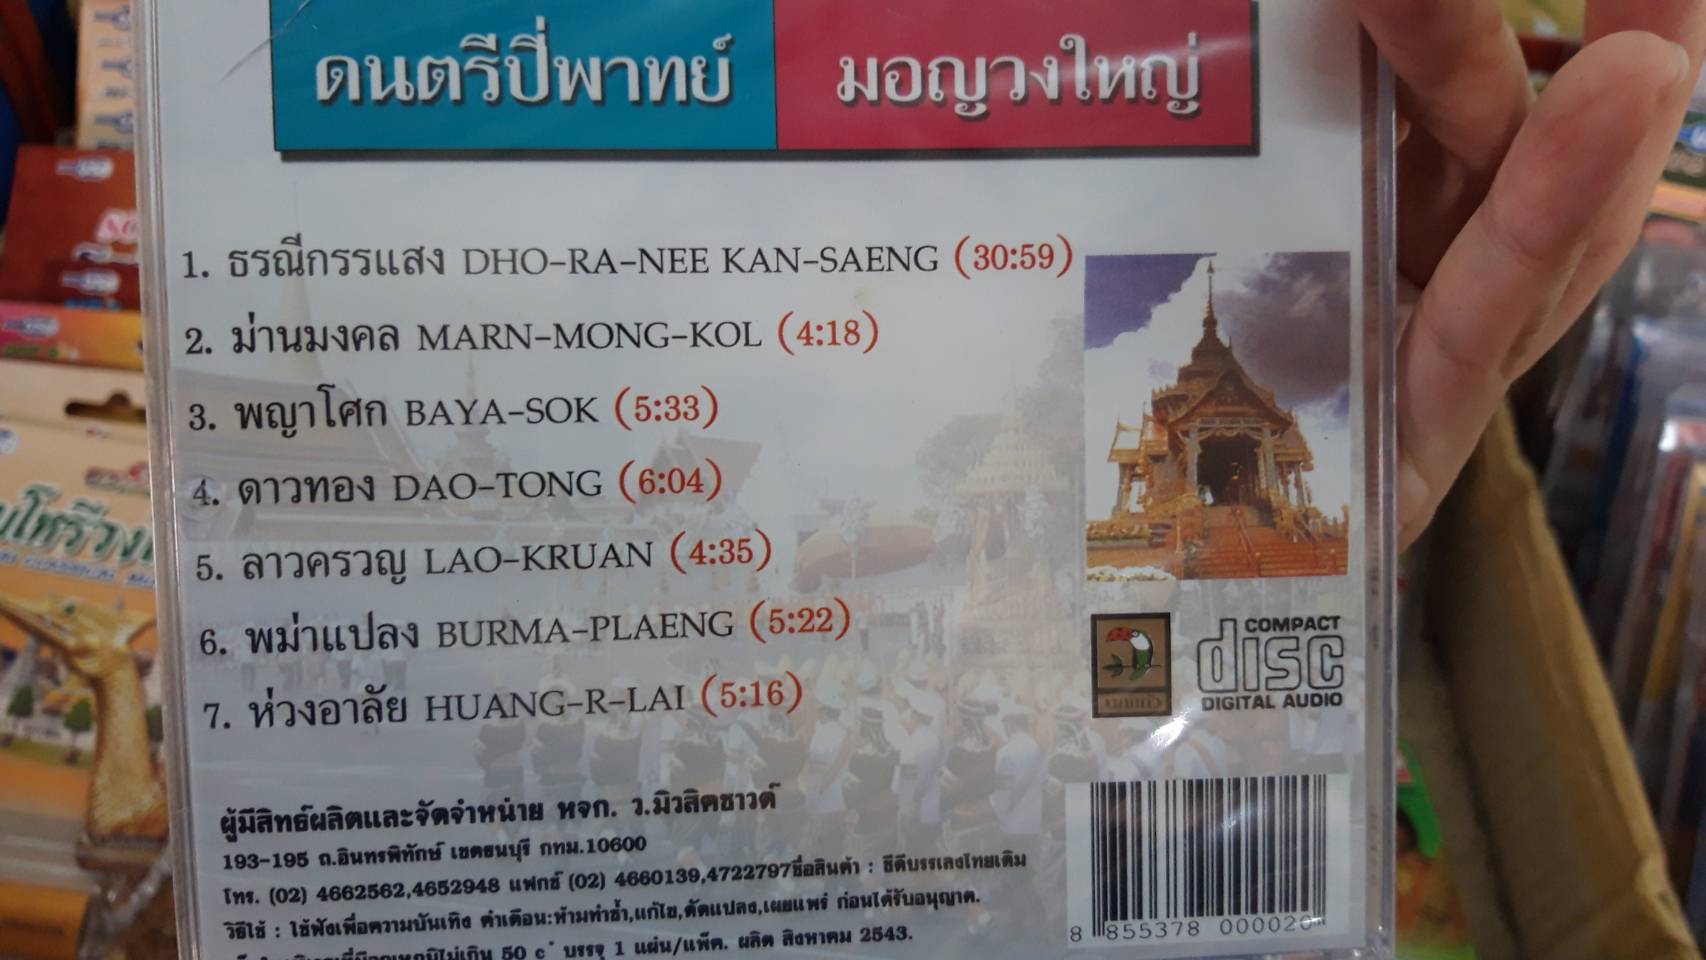 ดนตรีปี่พาทย์ มอญวงใหญ่
1. ธรณีกรรแสง DHO-RA-NEE KAN-SAENG (30:59)
2. ม่านมงคล MARN-MONG-KOL (4:18)
3. พญาโศก BAYA-SOK (5:33)
4. ดาวทอง DAO-TONG (6:04)
5. ลาวครวญ LAO-KRUAN (4:35)
6. พม่าแปลง BURMA-PLAENG (5:22)
7. ห่วงอาลัย HUANG-R-LAI (5:16)
COMPACT
disc
DIGITAL AUDIO
ผู้มีสิทธ์ผลิตและจัดจำหน่าย หจก. ว.มิวสิคซาวด์
193-195 ถ.อินทรพิทักษ์ เขตธนบุรี กทม.10600
โทร. (02) 4662562,4652948 แฟกซ์ (02) 4660139,4722797ชื่อสินค้า : ซีดีบรรเลงไทยเดิม
วิธีใช้ : ใช้ฟังเพื่อความบันเทิง คำเตือน:ห้ามทำซ้ำ,แก้ไข,ดัดแปลง,เผยแพร่ ก่อนได้รับอนุญาต.
50 c° บรรจุ 1 แผ่น/แพ็ค. ผลิต สิงหาคม 2543.
8 855378 000020